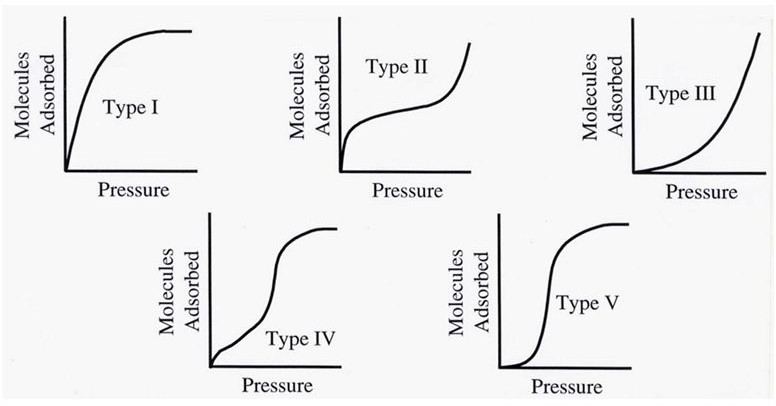 Molecules
Adsorbed
Type I
Pressure
Molecules
Adsorbed
Type II
Pressure
Molecules
Adsorbed
Type III
Pressure
Molecules
Adsorbed
Type IV
Pressure
Molecules
Adsorbed
Type V
Pressure